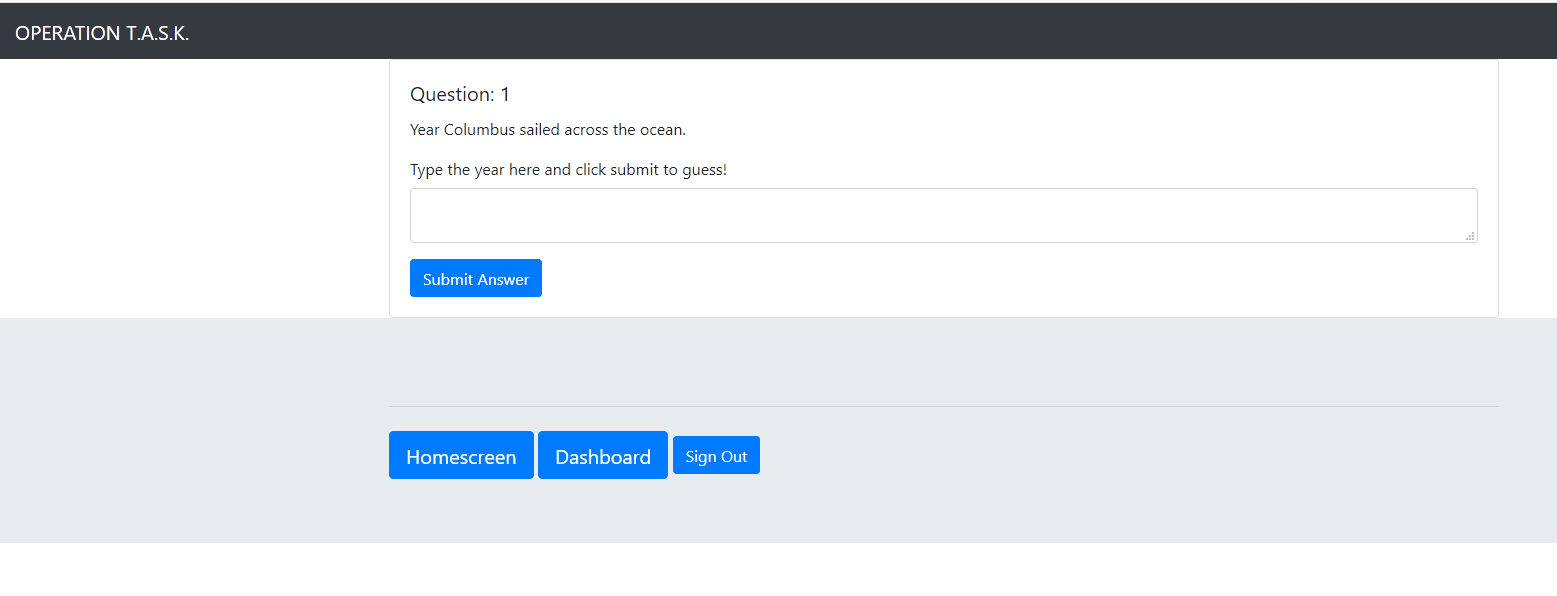 OPERATION T.A.S.K.
Question: 1
Year Columbus sailed across the ocean.
Type the year here and click submit to guess!
Submit Answer
Homescreen Dashboard Sign Out